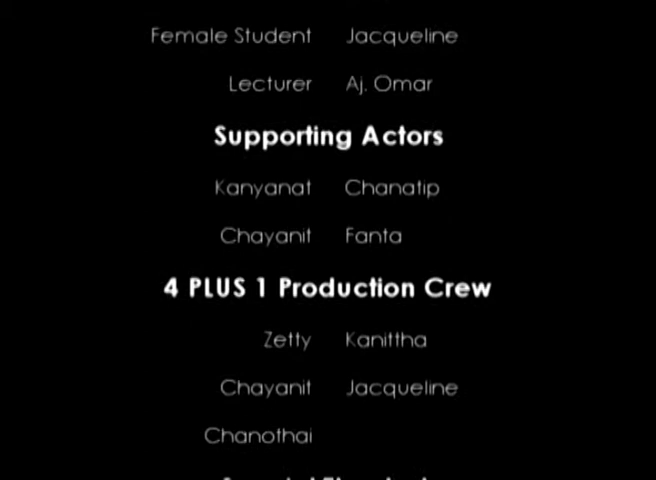 Female Student Jacqueline
Lecturer Aj. Omar
Supporting Actors
Kanyanat Chanatip
Chayanit Fanta
4 PLUS 1 Production Crew
Zetty Kanittha
Chayanit Jacqueline
Chanothai